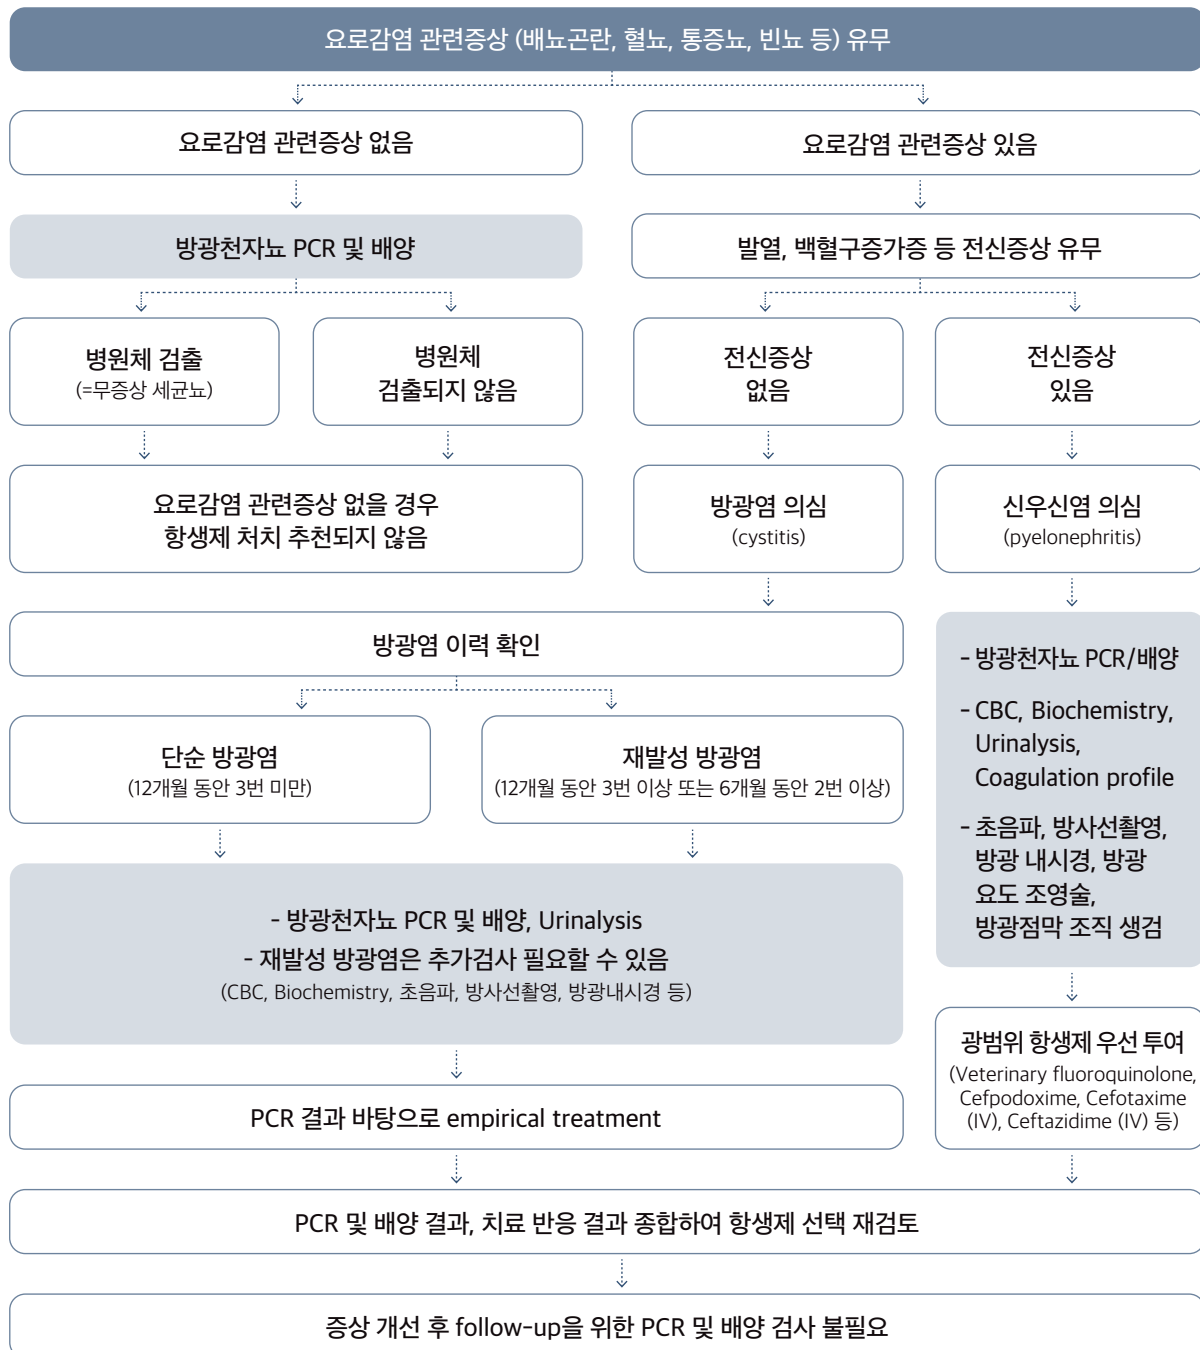 요로감염 관련증상 (배뇨곤란, 혈뇨, 통증뇨, 빈뇨 등) 유무
요로감염 관련증상 없음
요로감염 관련증상 있음
방광천자뇨 PCR 및 배양
발열, 백혈구증가증 등 전신증상 유무
병원체 검출
(=무증상 세균뇨)
병원체
검출되지 않음
전신증상
없음
전신증상
있음
요로감염 관련증상 없을 경우
항생제 처치 추천되지 않음
방광염 의심
(cystitis)
신우신염 의심
(pyelonephritis)
방광염 이력 확인
단순 방광염
(12개월 동안 3번 미만)
재발성 방광염
(12개월 동안 3번 이상 또는 6개월 동안 2번 이상)
- 방광천자뇨 PCR/배양
- CBC, Biochemistry,
Urinalysis,
Coagulation profile
- 초음파, 방사선촬영,
방광 내시경, 방광
요도 조영술,
방광점막 조직 생검
- 방광천자뇨 PCR 및 배양, Urinalysis
- 재발성 방광염은 추가검사 필요할 수 있음
(CBC, Biochemistry, 초음파, 방사선촬영, 방광내시경 등)
광범위 항생제 우선 투여
(Veterinary fluoroquinolone,
Cefpodoxime, Cefotaxime
(IV), Ceftazidime (IV) 등)
PCR 결과 바탕으로 empirical treatment
PCR 및 배양 결과, 치료 반응 결과 종합하여 항생제 선택 재검토
증상 개선 후 follow-up을 위한 PCR 및 배양 검사 불필요